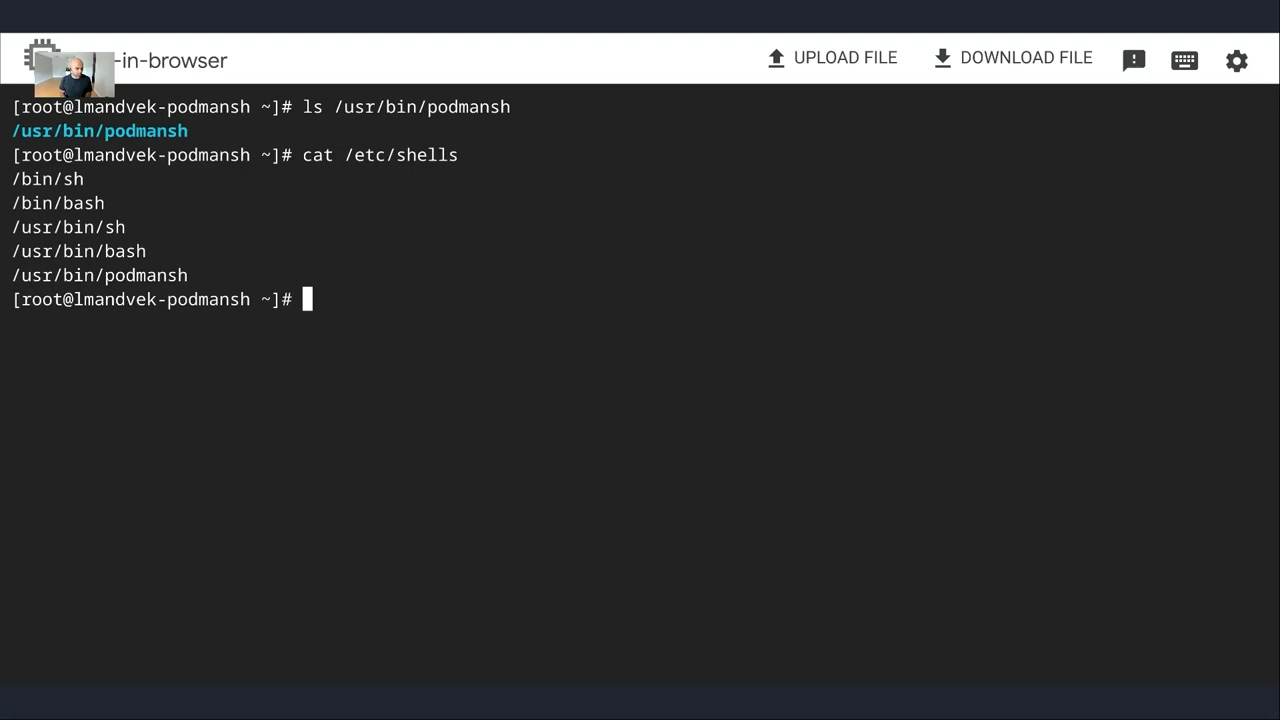 -in-browser
UPLOAD FILE
DOWNLOAD FILE
[root@lmandvek-podmansh ~]# ls /usr/bin/podmansh
/usr/bin/podmansh
[root@lmandvek-podmansh ~]# cat /etc/shells
/bin/sh
/bin/bash
/usr/bin/sh
/usr/bin/bash
/usr/bin/podmansh
[root@lmandvek-podmansh ~]#